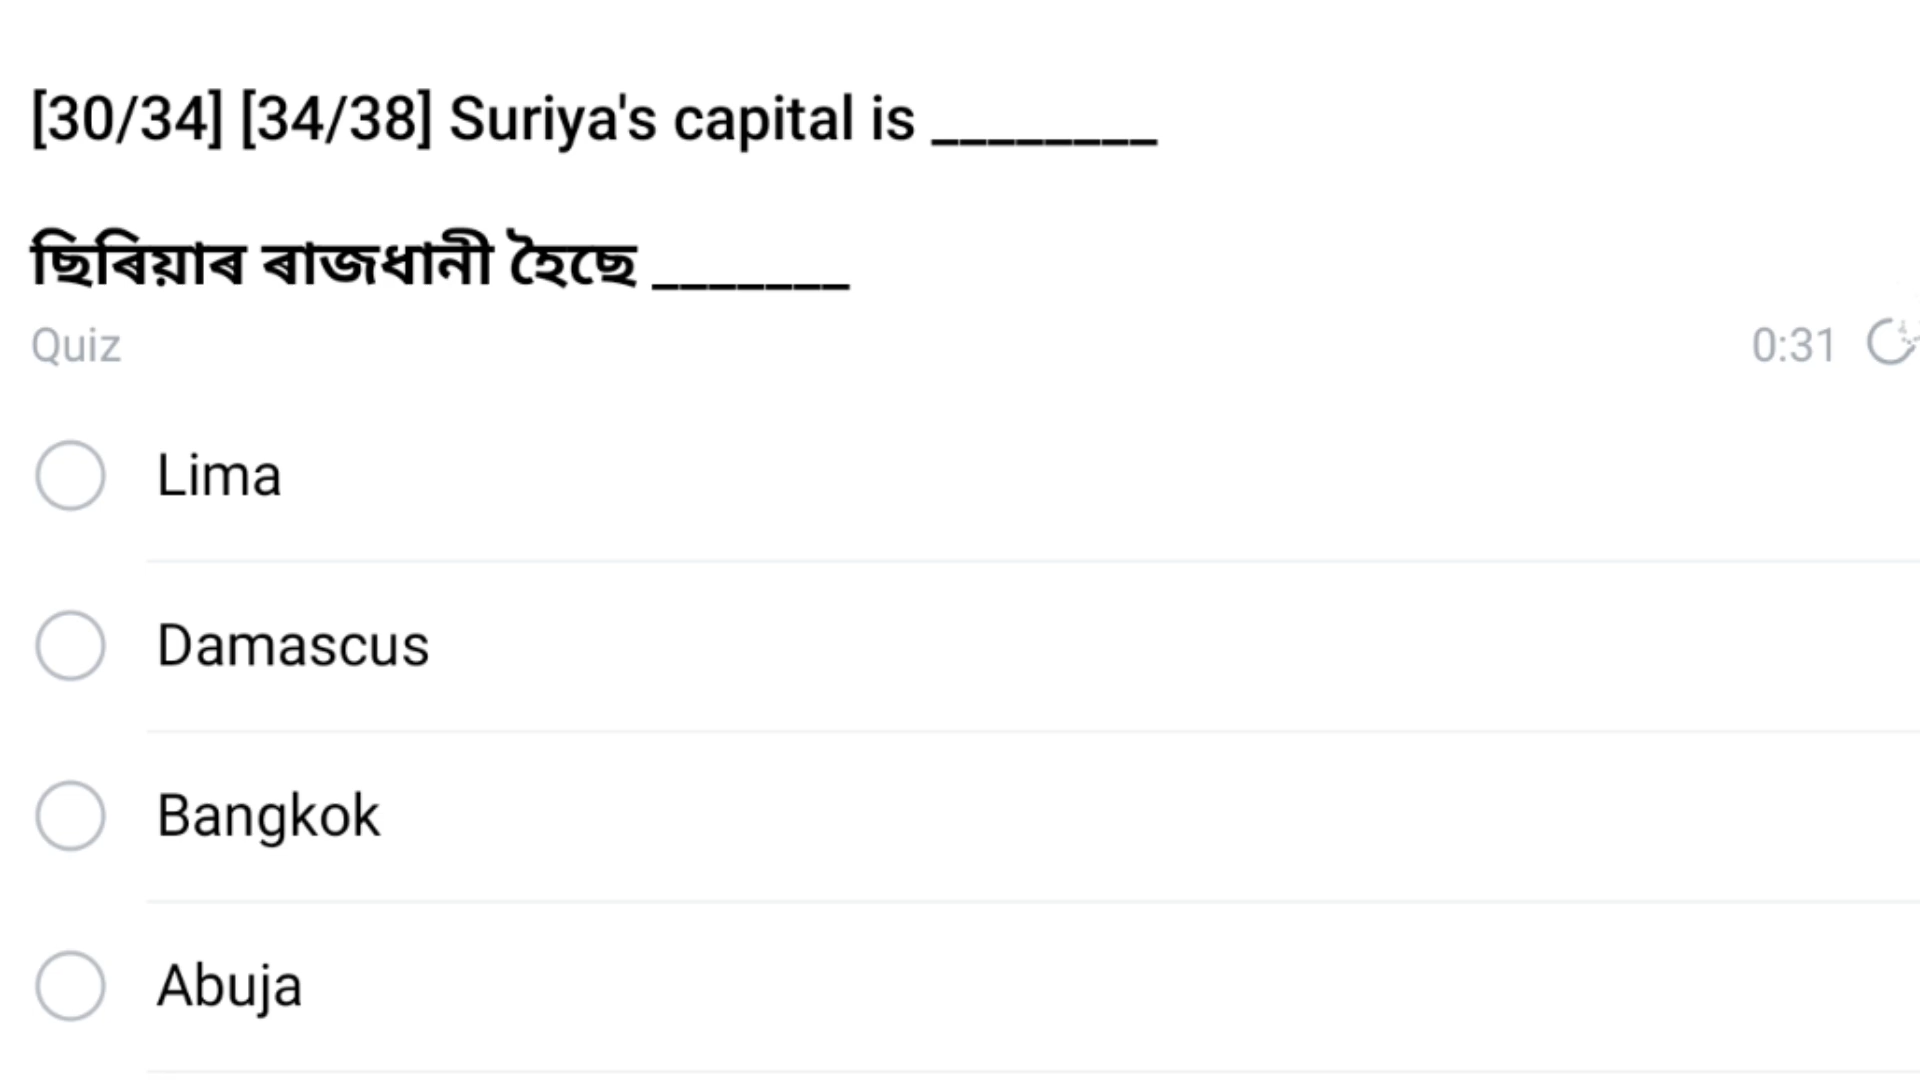 [30/34] [34/38] Suriya's capital is ________
ছিৰিয়াৰ ৰাজধানী হৈছে _______
Quiz
0:31
Lima
Damascus
Bangkok
Abuja